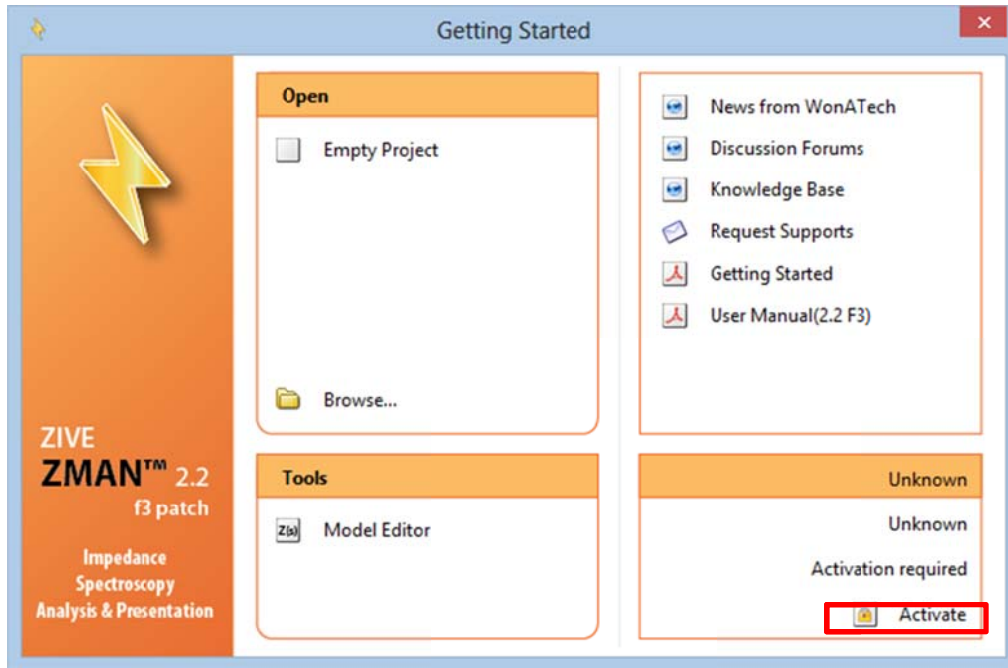 Getting Started
Open
Empty Project
Browse...
Tools
Z(s) Model Editor
News from WonATech
Discussion Forums
Knowledge Base
Request Supports
Getting Started
User Manual(2.2 F3)
Unknown
Unknown
Activation required
Activate
ZIVE
ZMAN™ 2.2
f3 patch
Impedance
Spectroscopy
Analysis & Presentation